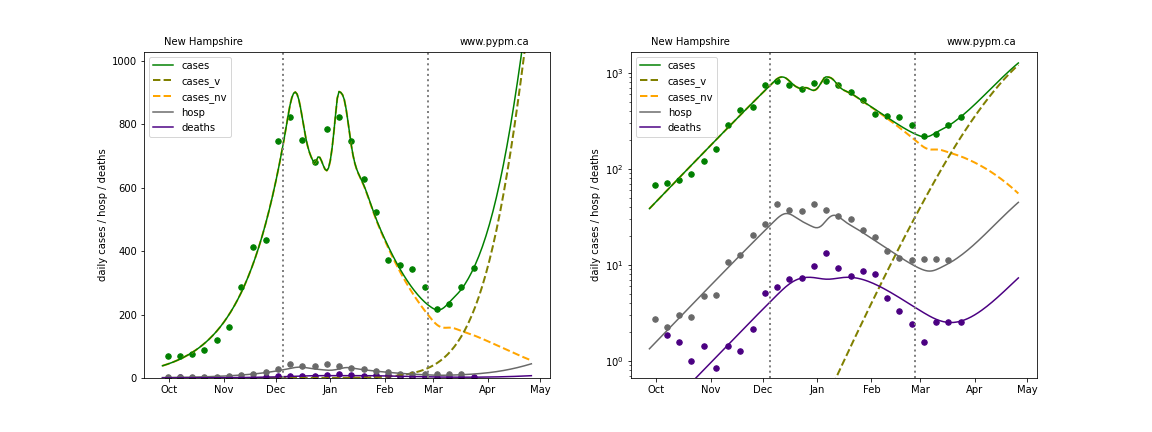 New Hampshire www.pypm.ca
1000
800
600
400
200
0
daily cases / hosp / deaths
cases
cases_v
cases_nv
hosp
deaths
Oct Nov Dec Jan Feb Mar Apr May
New Hampshire www.pypm.ca
10³
10²
10¹
10⁰
daily cases / hosp / deaths
cases
cases_v
cases_nv
hosp
deaths
Oct Nov Dec Jan Feb Mar Apr May